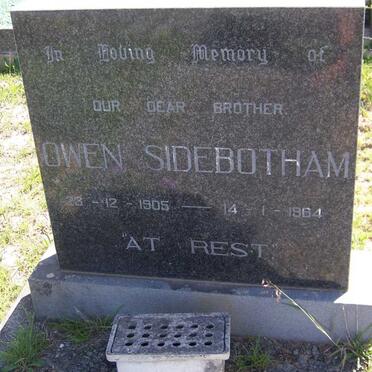 In Loving Memory of
OUR DEAR BROTHER.
OWEN SIDEBOTHAM
23-12-1905 — 14-1-1964
"AT REST"